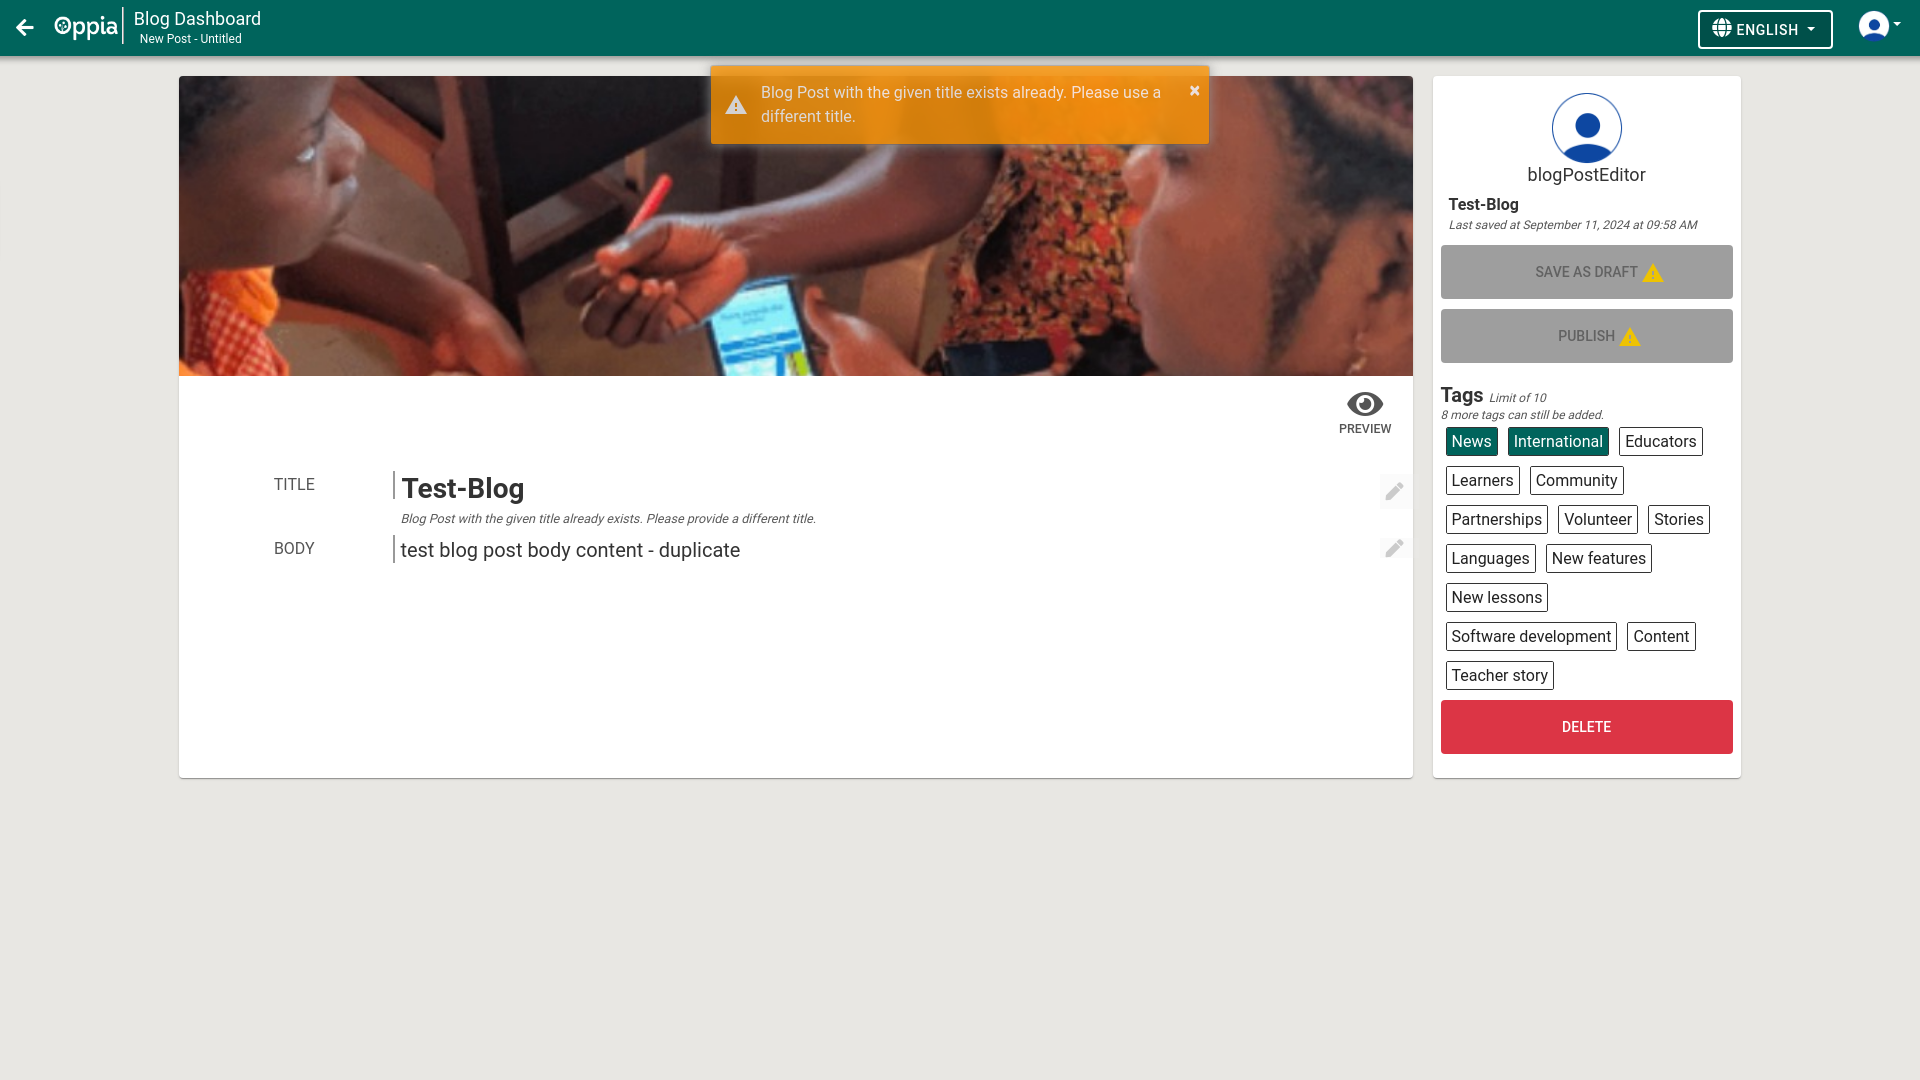 Oppia
Blog Dashboard
New Post - Untitled
ENGLISH
Blog Post with the given title exists already. Please use a
different title.
×
blogPostEditor
Test-Blog
Last saved at September 11, 2024 at 09:58 AM
SAVE AS DRAFT
PUBLISH
Tags Limit of 10
8 more tags can still be added.
News International Educators
Learners Community
Partnerships Volunteer Stories
Languages New features
New lessons
Software development Content
Teacher story
DELETE
PREVIEW
TITLE
Test-Blog
Blog Post with the given title already exists. Please provide a different title.
BODY
test blog post body content - duplicate